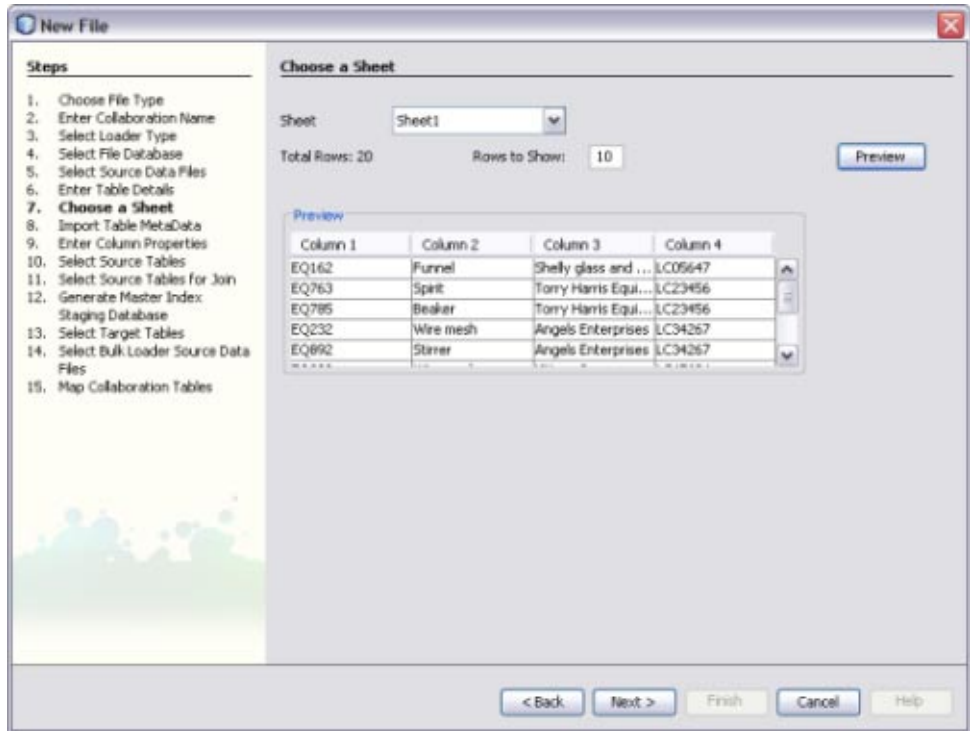 New File
Steps
1. Choose File Type
2. Enter Collaboration Name
3. Select Loader Type
4. Select File Database
5. Select Source Data Files
6. Enter Table Details
7. Choose a Sheet
8. Import Table MetaData
9. Enter Column Properties
10. Select Source Tables
11. Select Source Tables for Join
12. Generate Master Index
Staging Database
13. Select Target Tables
14. Select Bulk Loader Source Data
Files
15. Map Collaboration Tables
Choose a Sheet
Sheet Sheet1
Total Rows: 20 Rows to Show: 10 Preview
Preview
Column 1 Column 2 Column 3 Column 4
EQ162 Funnel Shelly glass and ... LC05647
EQ763 Spirit Torry Harris Equi... LC23456
EQ785 Beaker Torry Harris Equi... LC23456
EQ232 Wire mesh Angels Enterprises LC34267
EQ892 Stirrer Angels Enterprises LC34267
< Back Next > Finish Cancel Help